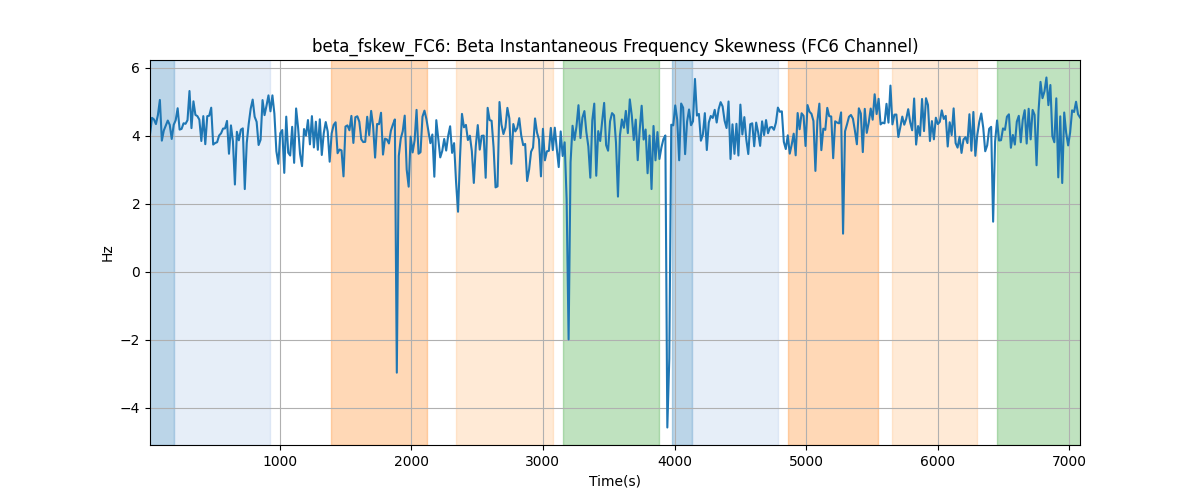 beta_fskew_FC6: Beta Instantaneous Frequency Skewness (FC6 Channel)
6
4
2
0
−2
−4
Hz
1000 2000 3000 4000 5000 6000 7000
Time(s)